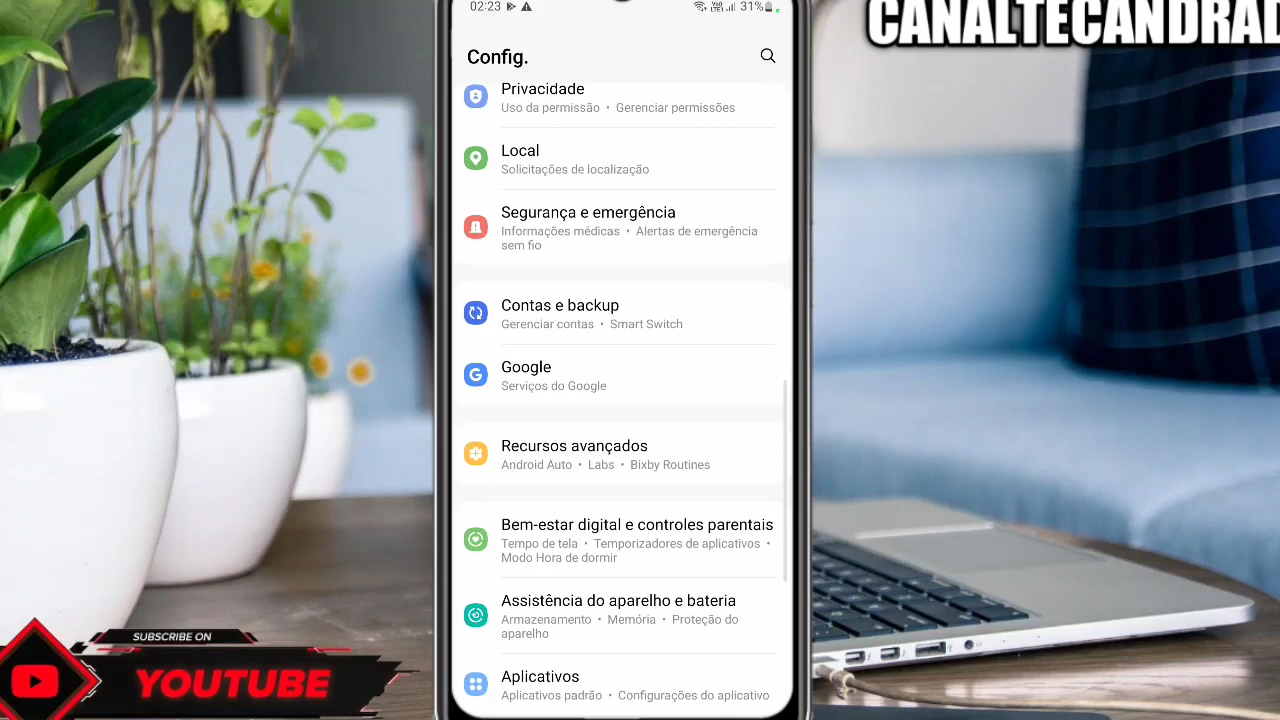 02:23
31%
CANALTECANDRAD
Config.
Privacidade
Uso da permissão • Gerenciar permissões
Local
Solicitações de localização
Segurança e emergência
Informações médicas • Alertas de emergência
sem fio
Contas e backup
Gerenciar contas • Smart Switch
Google
Serviços do Google
Recursos avançados
Android Auto • Labs • Bixby Routines
Bem-estar digital e controles parentais
Tempo de tela • Temporizadores de aplicativos •
Modo Hora de dormir
Assistência do aparelho e bateria
Armazenamento • Memória • Proteção do
aparelho
Aplicativos
Aplicativos padrão • Configurações do aplicativo
SUBSCRIBE ON
YOUTUBE